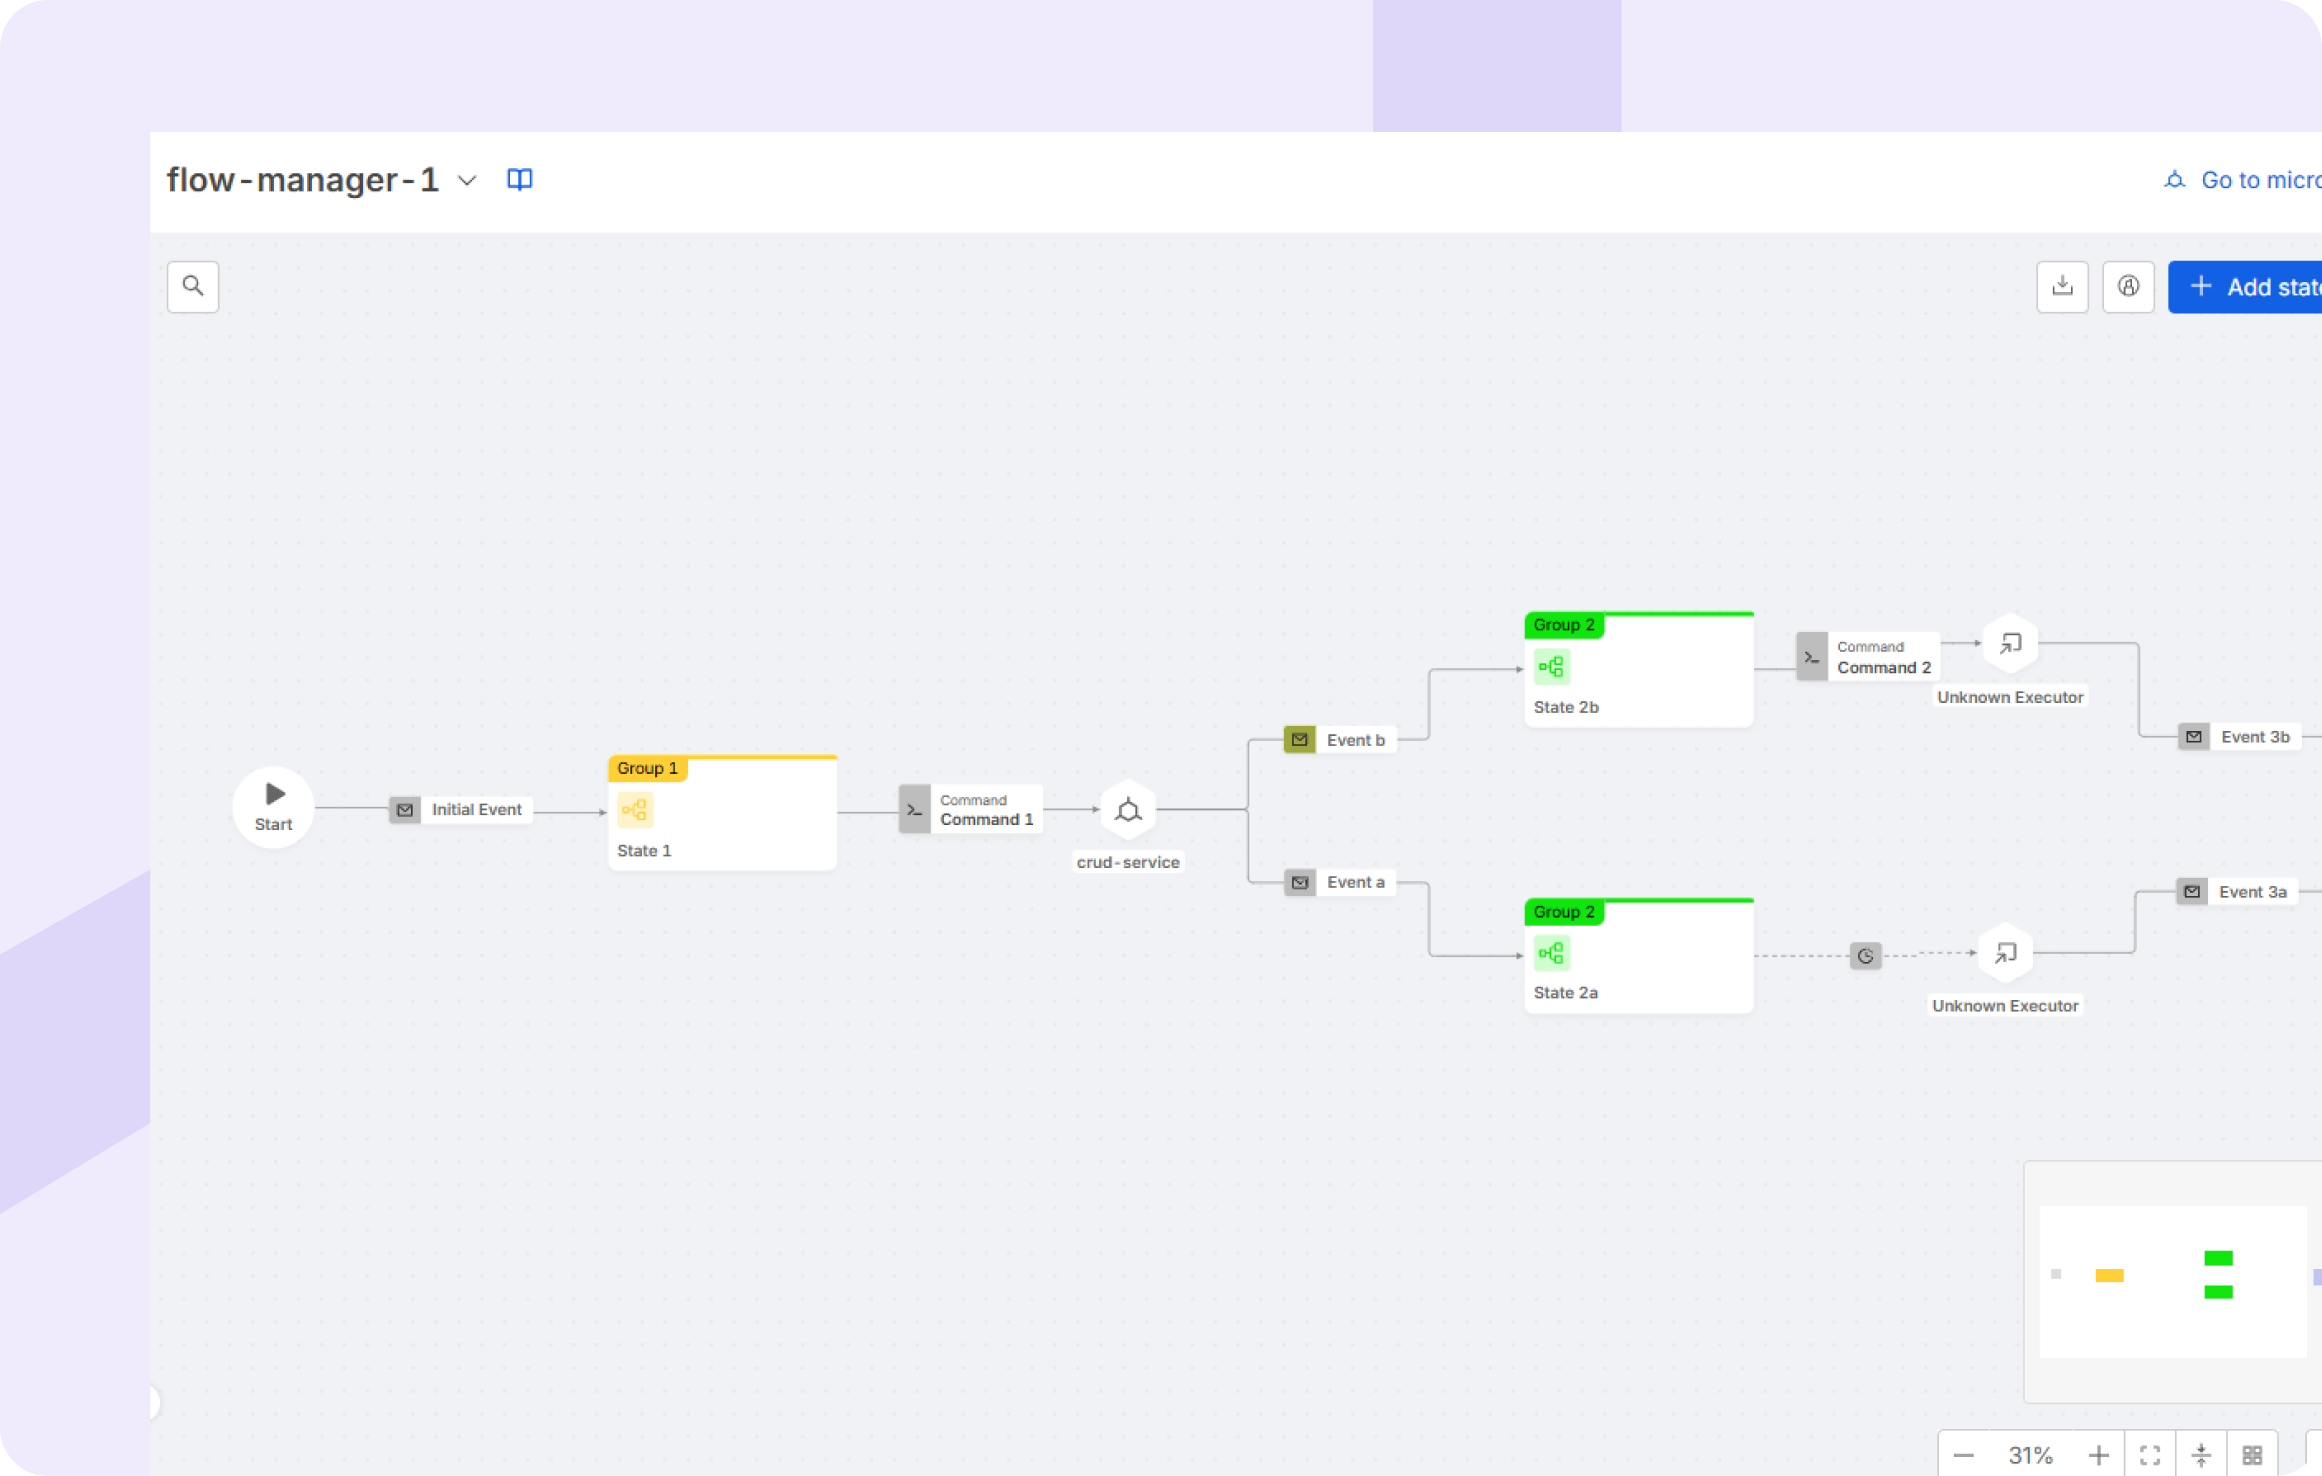 flow-manager-1
Go to micro
Add state
Group 2
State 2b
Command
Command 2
Unknown Executor
Event b
Event 3b
Start
Initial Event
Group 1
State 1
Command
Command 1
crud-service
Event a
Event 3a
Group 2
State 2a
Unknown Executor
31%